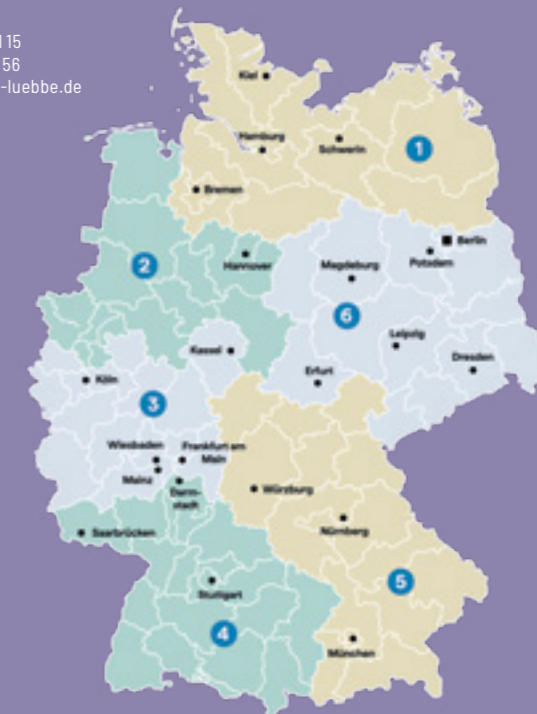 115
56
-luebbe.de
Kiel
Hamburg
Schwerin
1
Bremen
Berlin
2
Hannover
Magdeburg
Potsdam
6
Kassel
Leipzig
Dresden
Köln
Erfurt
3
Wiesbaden
Frankfurt am
Main
Mainz
Darm-
stadt
Würzburg
Saarbrücken
Nürnberg
Stuttgart
5
4
München